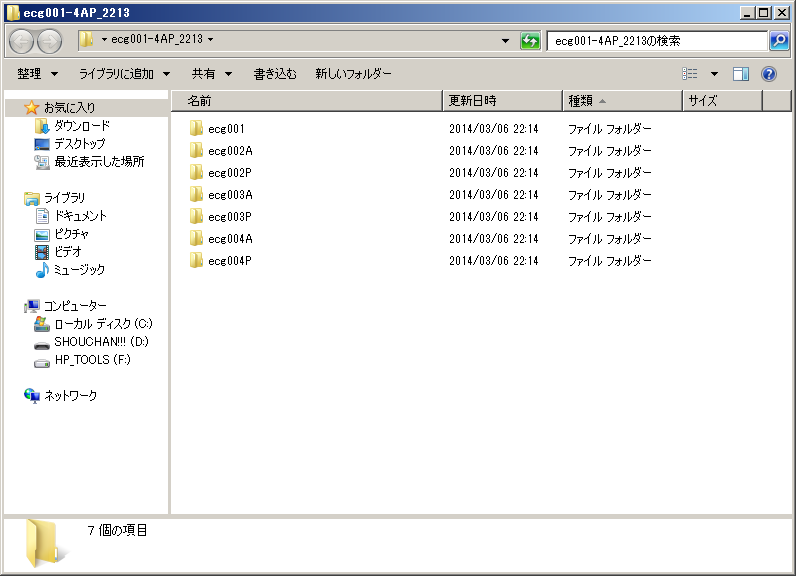 ecg001-4AP_2213
ecg001-4AP_2213
ecg001-4AP_2213の検索
整理 ライブラリに追加 共有 書き込む 新しいフォルダー
お気に入り
ダウンロード
デスクトップ
最近表示した場所
ライブラリ
ドキュメント
ピクチャ
ビデオ
ミュージック
コンピューター
ローカル ディスク (C:)
SHOUCHAN!!! (D:)
HP_TOOLS (F:)
ネットワーク
名前 更新日時 種類 サイズ
ecg001 2014/03/06 22:14 ファイル フォルダー
ecg002A 2014/03/06 22:14 ファイル フォルダー
ecg002P 2014/03/06 22:14 ファイル フォルダー
ecg003A 2014/03/06 22:14 ファイル フォルダー
ecg003P 2014/03/06 22:14 ファイル フォルダー
ecg004A 2014/03/06 22:14 ファイル フォルダー
ecg004P 2014/03/06 22:14 ファイル フォルダー
7 個の項目